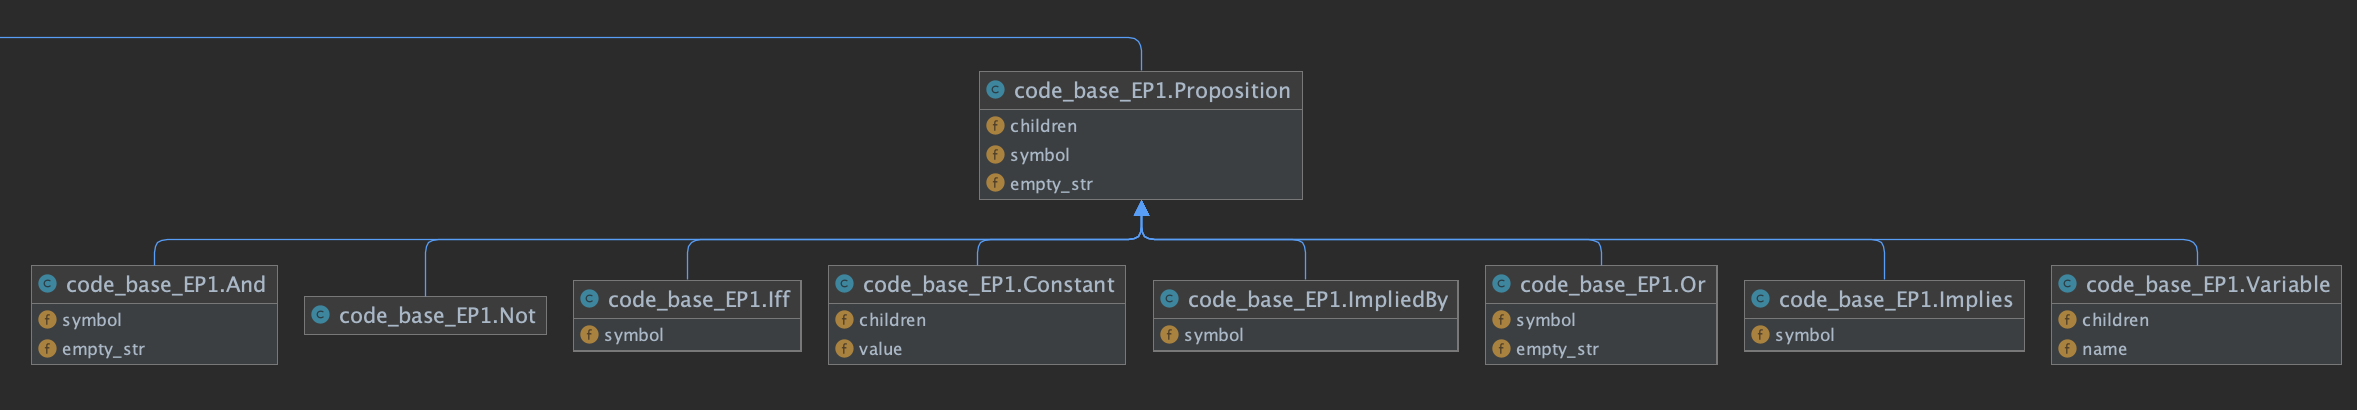 code_base_EP1.Proposition
children
symbol
empty_str
code_base_EP1.And
symbol
empty_str
code_base_EP1.Not
code_base_EP1.Iff
symbol
code_base_EP1.Constant
children
value
code_base_EP1.ImpliedBy
symbol
code_base_EP1.Or
symbol
empty_str
code_base_EP1.Implies
symbol
code_base_EP1.Variable
children
name